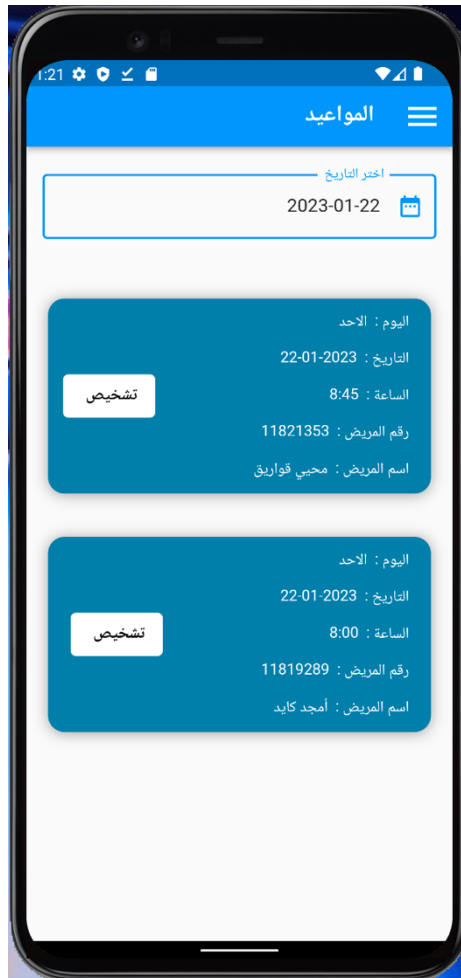 1:21
المواعيد
اختر التاريخ
2023-01-22
اليوم : الاحد
التاريخ : 2023-01-22
الساعة : 8:45
رقم المريض : 11821353
اسم المريض : محيي قواريق
تشخيص
اليوم : الاحد
التاريخ : 2023-01-22
الساعة : 8:00
رقم المريض : 11819289
اسم المريض : أمجد كايد
تشخيص